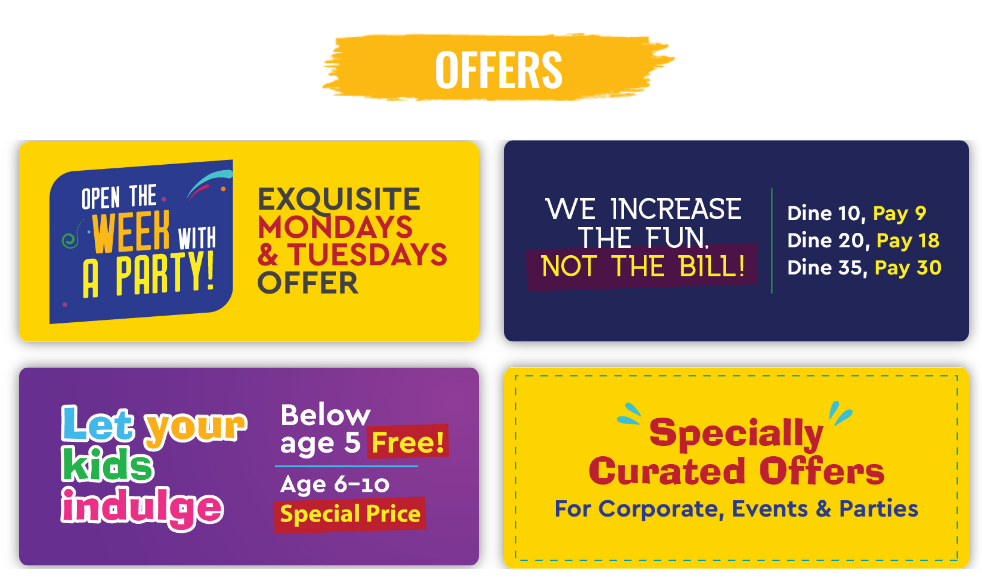 OFFERS
OPEN THE
WEEK WITH
A PARTY!
EXQUISITE
MONDAYS
& TUESDAYS
OFFER
WE INCREASE
THE FUN,
NOT THE BILL!
Dine 10, Pay 9
Dine 20, Pay 18
Dine 35, Pay 30
Let your
kids
indulge
Below
age 5 Free!
Age 6–10
Special Price
Specially
Curated Offers
For Corporate, Events & Parties